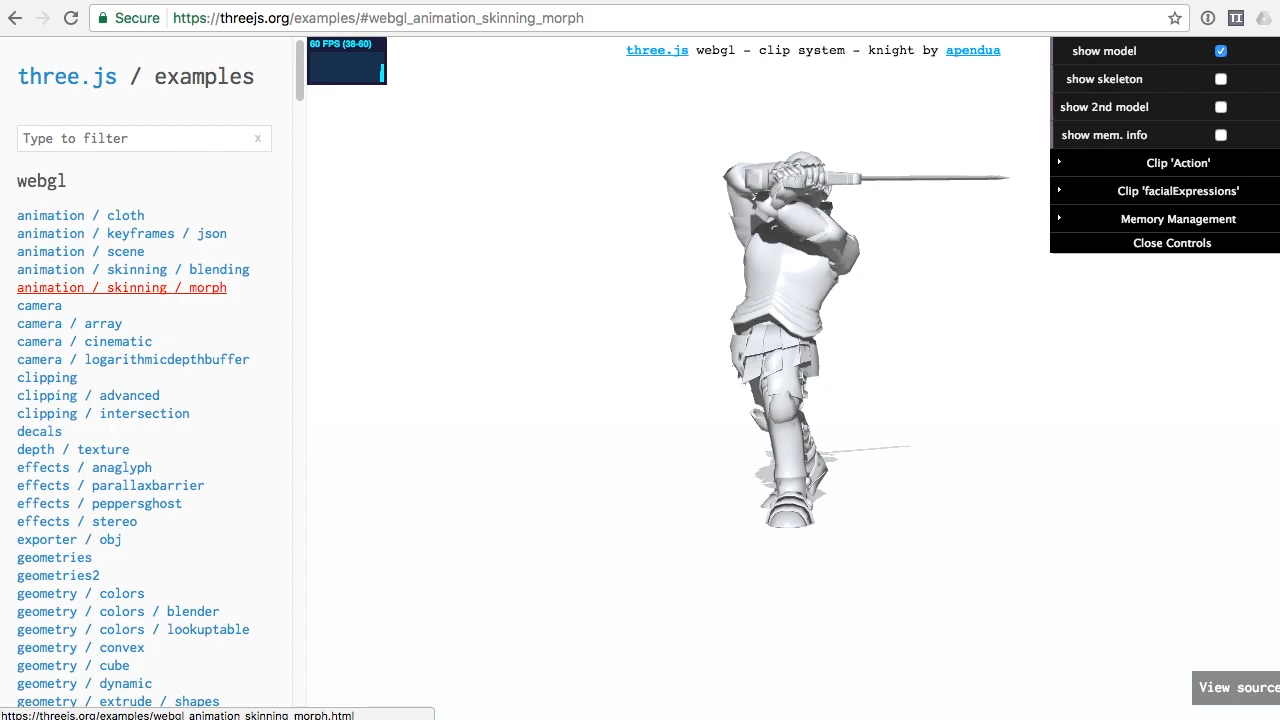 Secure https://threejs.org/examples/#webgl_animation_skinning_morph
three.js / examples
Type to filter x
webgl
animation / cloth
animation / keyframes / json
animation / scene
animation / skinning / blending
animation / skinning / morph
camera
camera / array
camera / cinematic
camera / logarithmicdepthbuffer
clipping
clipping / advanced
clipping / intersection
decals
depth / texture
effects / anaglyph
effects / parallaxbarrier
effects / peppersghost
effects / stereo
exporter / obj
geometries
geometries2
geometry / colors
geometry / colors / blender
geometry / colors / lookuptable
geometry / convex
geometry / cube
geometry / dynamic
geometry / extrude / shapes
https://threejs.org/examples/webgl_animation_skinning_morph.html
60 FPS (38-60)
three.js webgl - clip system - knight by apendua
show model
show skeleton
show 2nd model
show mem. info
Clip 'Action'
Clip 'facialExpressions'
Memory Management
Close Controls
View source